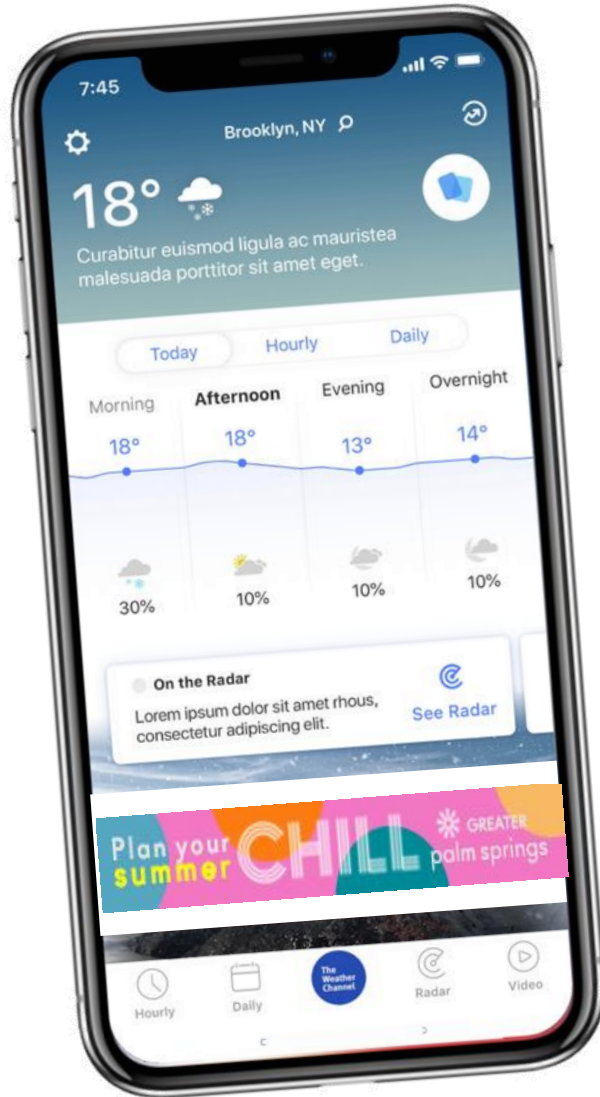 7:45
Brooklyn, NY
18°
Curabitur euismod ligula ac mauristea
malesuada porttitor sit amet eget.
Today Hourly Daily
Morning Afternoon Evening Overnight
18° 18° 13° 14°
30% 10% 10% 10%
On the Radar
Lorem ipsum dolor sit amet rhous,
consectetur adipiscing elit.
See Radar
Plan your
summer
CHILL
GREATER
palm springs
The
Weather
Channel
Hourly Daily Radar Video